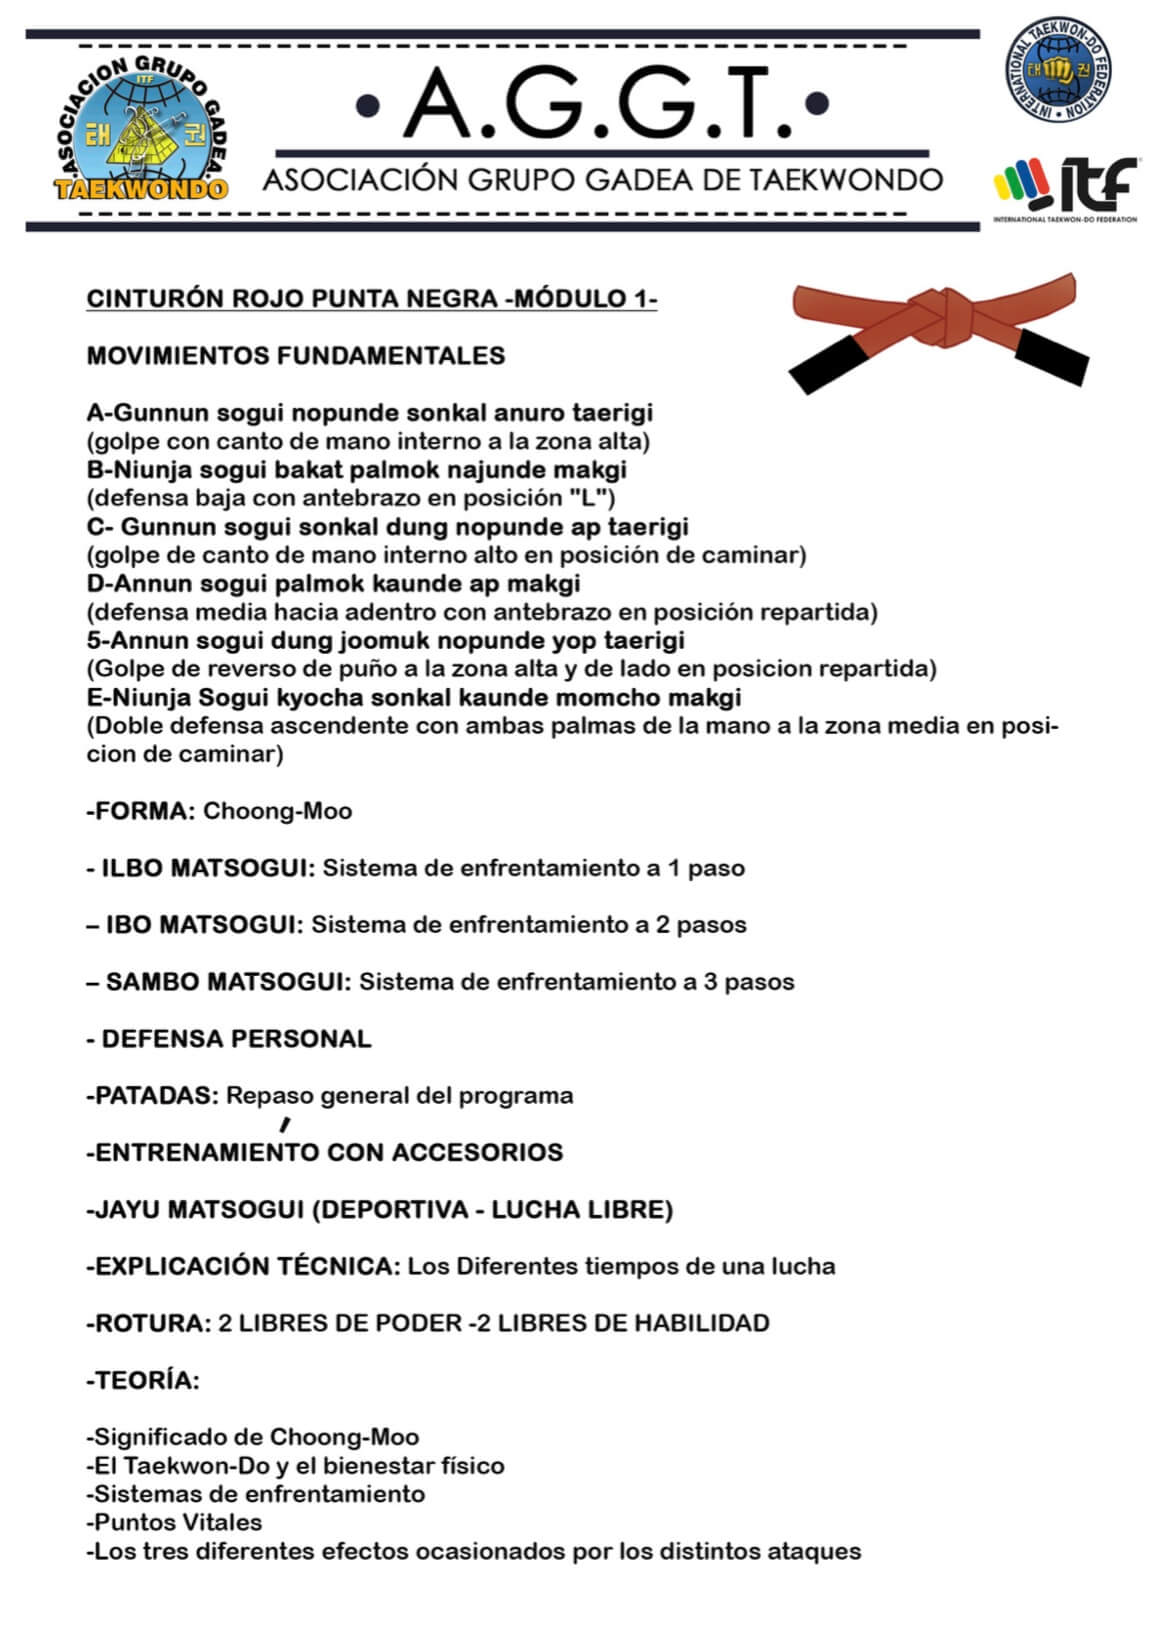 • A.G.G.T. •
ASOCIACIÓN GRUPO GADEA DE TAEKWONDO
ASOCIACION GRUPO GADEA
ITF
태 권
TAEKWONDO
INTERNATIONAL TAEKWON-DO FEDERATION
태 권
itf
INTERNATIONAL TAEKWON-DO FEDERATION
CINTURÓN ROJO PUNTA NEGRA -MÓDULO 1-
MOVIMIENTOS FUNDAMENTALES
A-Gunnun sogui nopunde sonkal anuro taerigi
(golpe con canto de mano interno a la zona alta)
B-Niunja sogui bakat palmok najunde makgi
(defensa baja con antebrazo en posición "L")
C- Gunnun sogui sonkal dung nopunde ap taerigi
(golpe de canto de mano interno alto en posición de caminar)
D-Annun sogui palmok kaunde ap makgi
(defensa media hacia adentro con antebrazo en posición repartida)
5-Annun sogui dung joomuk nopunde yop taerigi
(Golpe de reverso de puño a la zona alta y de lado en posicion repartida)
E-Niunja Sogui kyocha sonkal kaunde momcho makgi
(Doble defensa ascendente con ambas palmas de la mano a la zona media en posi-
cion de caminar)
-FORMA: Choong-Moo
- ILBO MATSOGUI: Sistema de enfrentamiento a 1 paso
– IBO MATSOGUI: Sistema de enfrentamiento a 2 pasos
– SAMBO MATSOGUI: Sistema de enfrentamiento a 3 pasos
- DEFENSA PERSONAL
-PATADAS: Repaso general del programa
-ENTRENAMIENTO CON ACCESORIOS
-JAYU MATSOGUI (DEPORTIVA - LUCHA LIBRE)
-EXPLICACIÓN TÉCNICA: Los Diferentes tiempos de una lucha
-ROTURA: 2 LIBRES DE PODER -2 LIBRES DE HABILIDAD
-TEORÍA:
-Significado de Choong-Moo
-El Taekwon-Do y el bienestar físico
-Sistemas de enfrentamiento
-Puntos Vitales
-Los tres diferentes efectos ocasionados por los distintos ataques